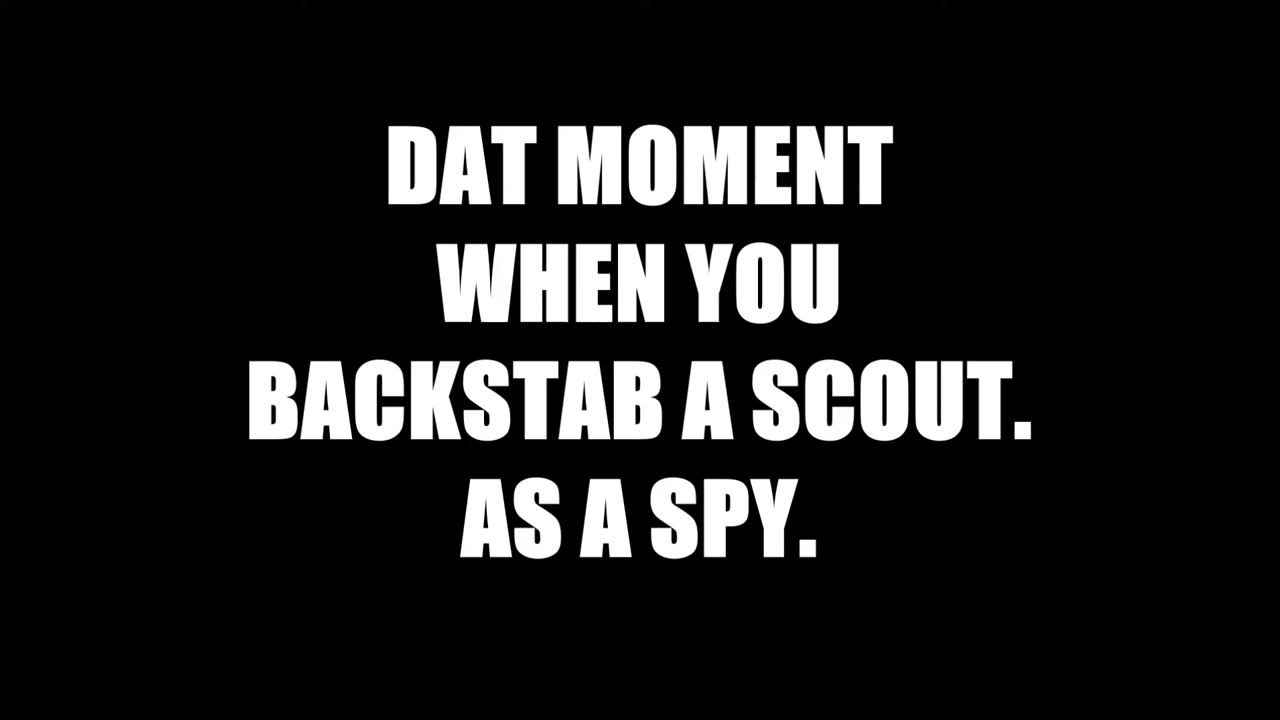 DAT MOMENT
WHEN YOU
BACKSTAB A SCOUT.
AS A SPY.